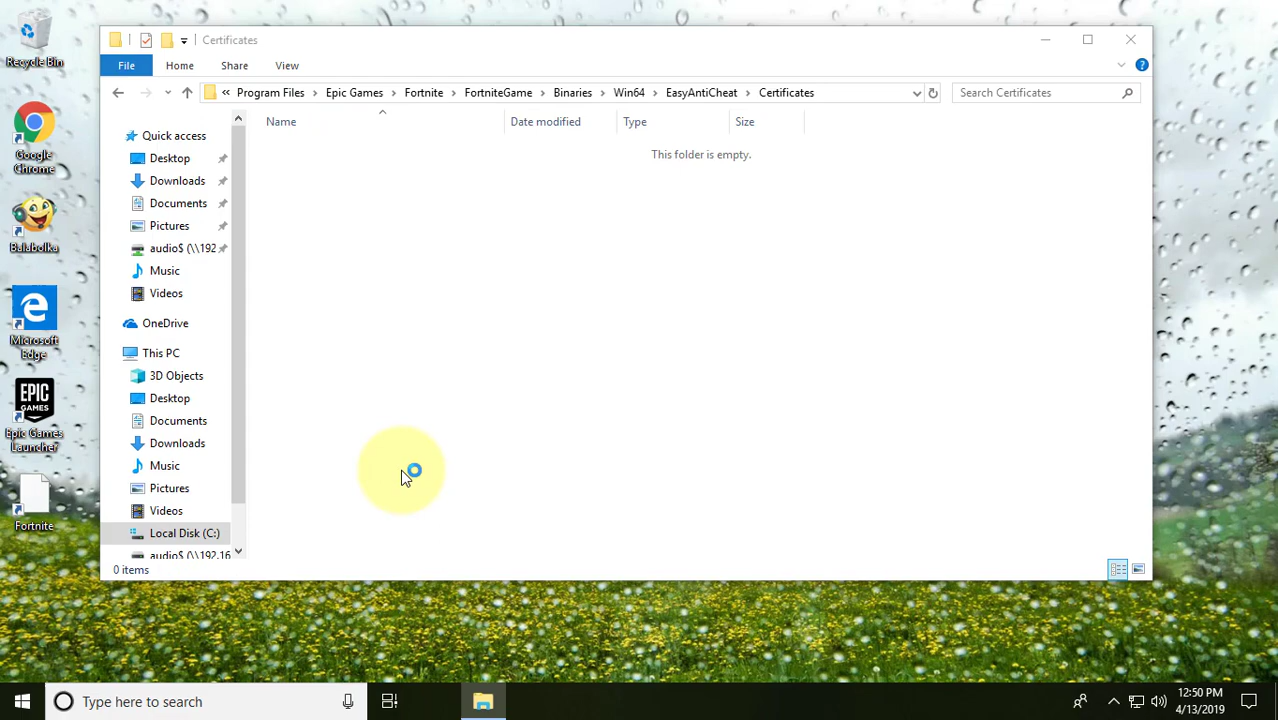 Recycle Bin
Google
Chrome
Balabolka
Microsoft
Edge
EPIC
GAMES
Epic Games
Launcher
Fortnite
Certificates
File
Home
Share
View
«
Program Files
Epic Games
Fortnite
FortniteGame
Binaries
Win64
EasyAntiCheat
Certificates
Search Certificates
Name
Date modified
Type
Size
This folder is empty.
Quick access
Desktop
Downloads
Documents
Pictures
audio$ (\\192
Music
Videos
OneDrive
This PC
3D Objects
Desktop
Documents
Downloads
Music
Pictures
Videos
Local Disk (C:)
audio$ (\\192.16
0 items
Type here to search
12:50 PM
4/13/2019